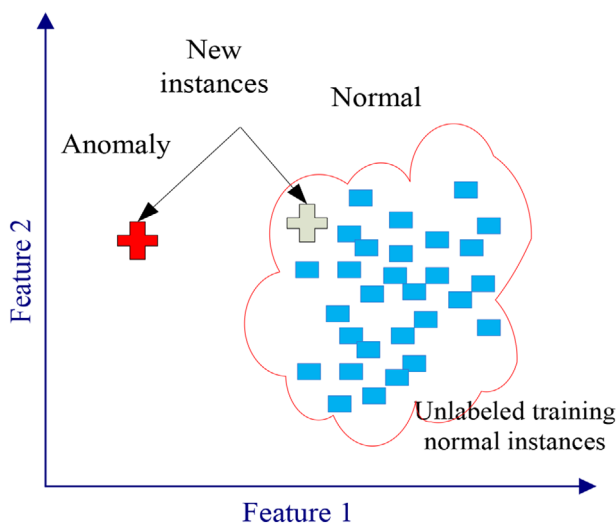 New
instances
Normal
Anomaly
Feature 2
Unlabeled training
normal instances
Feature 1